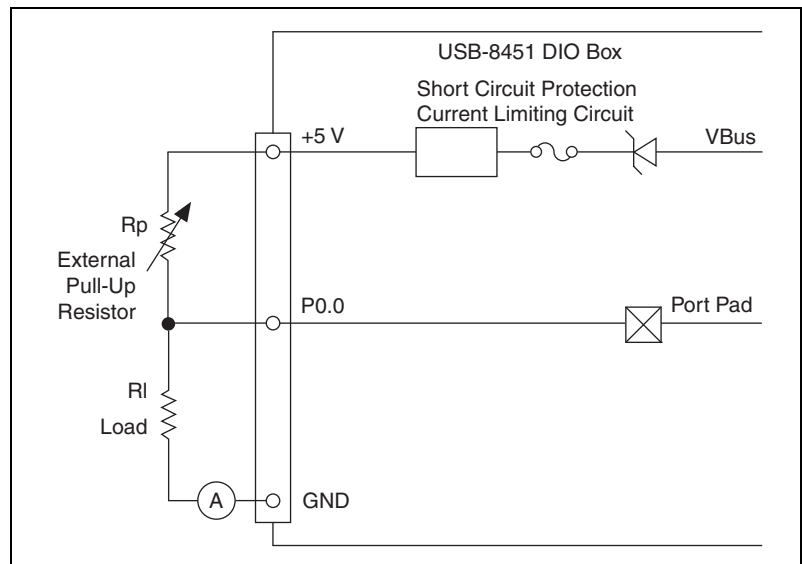 USB-8451 DIO Box
Short Circuit Protection
Current Limiting Circuit
+5 V
VBus
Rp
External
Pull-Up
Resistor
P0.0
Port Pad
Rl
Load
A
GND